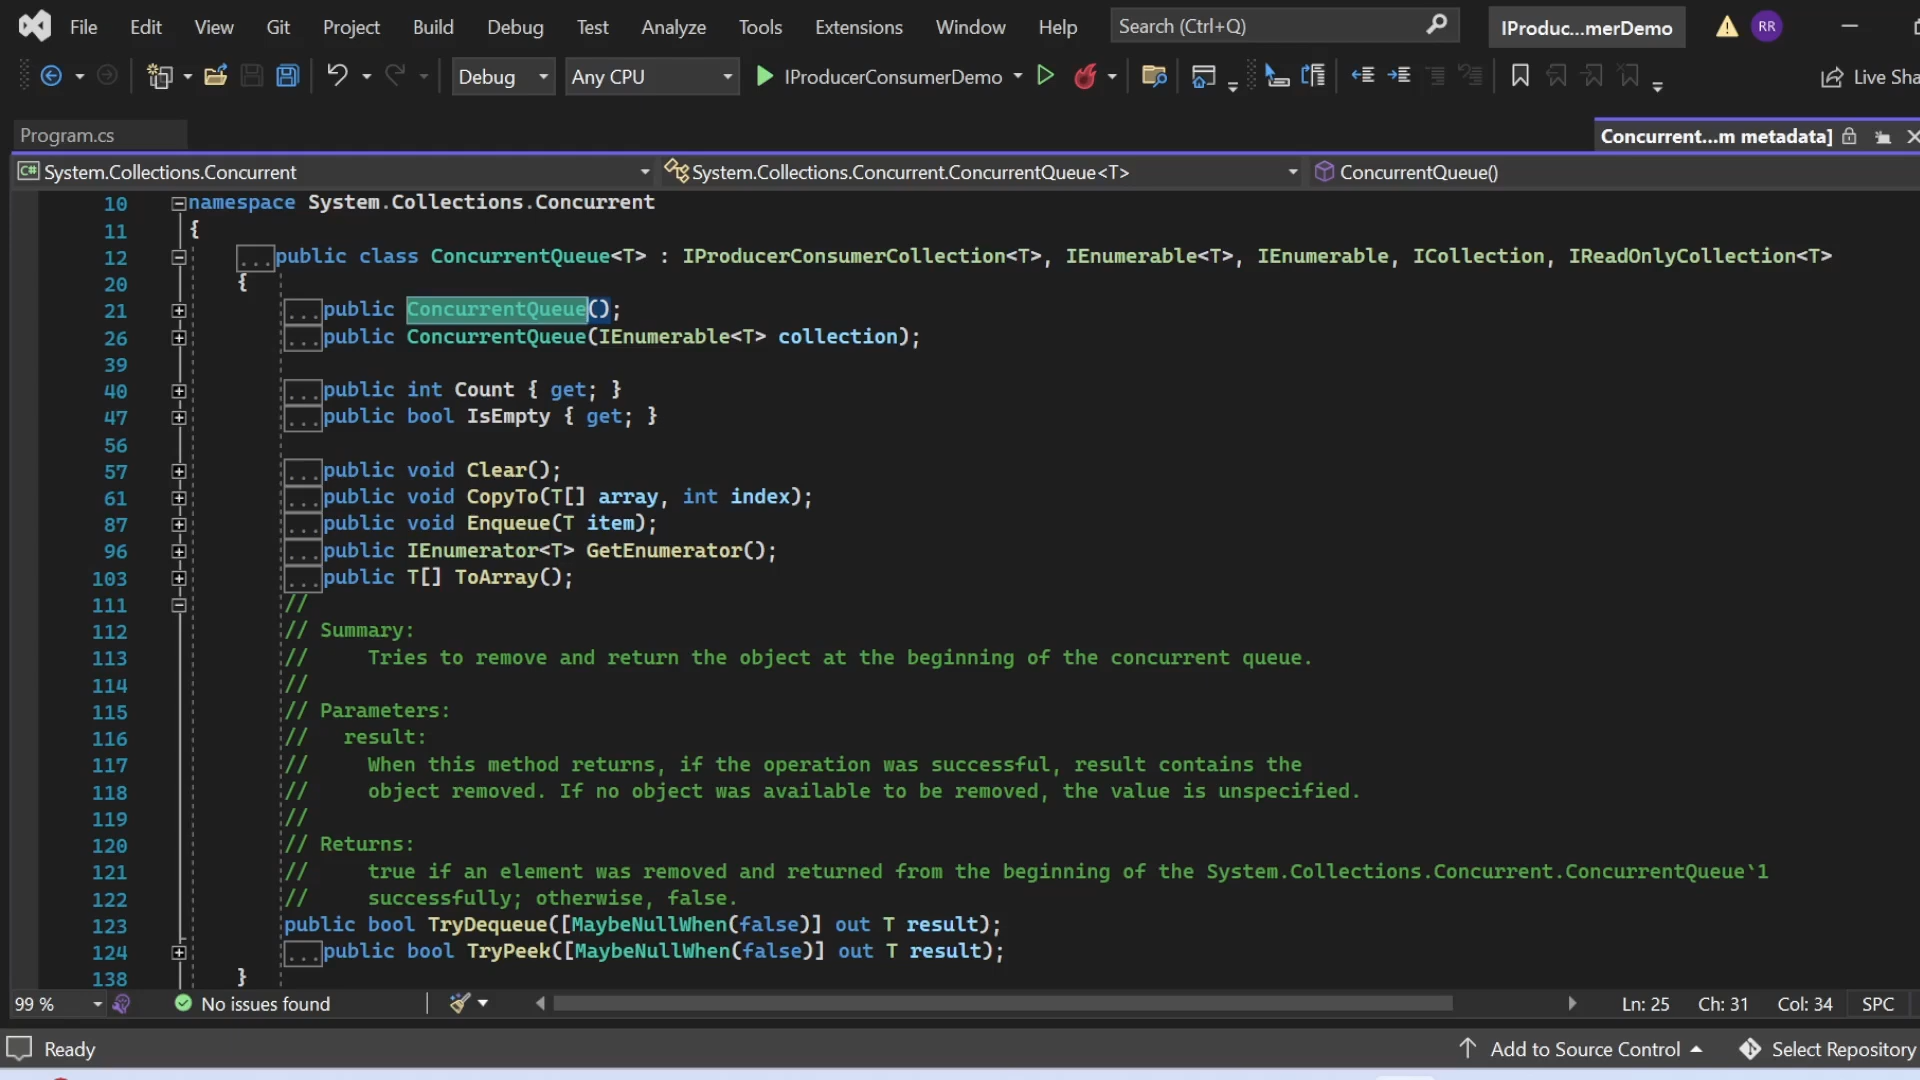 File Edit View Git Project Build Debug Test Analyze Tools Extensions Window Help Search (Ctrl+Q) IProduc...merDemo RR
Debug Any CPU IProducerConsumerDemo Live Sha
Program.cs Concurrent...m metadata]
C# System.Collections.Concurrent System.Collections.Concurrent.ConcurrentQueue<T> ConcurrentQueue()
10 namespace System.Collections.Concurrent
11 {
12 ...public class ConcurrentQueue<T> : IProducerConsumerCollection<T>, IEnumerable<T>, IEnumerable, ICollection, IReadOnlyCollection<T>
20 {
21 ...public ConcurrentQueue();
26 ...public ConcurrentQueue(IEnumerable<T> collection);
39
40 ...public int Count { get; }
47 ...public bool IsEmpty { get; }
56
57 ...public void Clear();
61 ...public void CopyTo(T[] array, int index);
87 ...public void Enqueue(T item);
96 ...public IEnumerator<T> GetEnumerator();
103 ...public T[] ToArray();
111 //
112 // Summary:
113 //     Tries to remove and return the object at the beginning of the concurrent queue.
114 //
115 // Parameters:
116 //   result:
117 //     When this method returns, if the operation was successful, result contains the
118 //     object removed. If no object was available to be removed, the value is unspecified.
119 //
120 // Returns:
121 //     true if an element was removed and returned from the beginning of the System.Collections.Concurrent.ConcurrentQueue`1
122 //     successfully; otherwise, false.
123 public bool TryDequeue([MaybeNullWhen(false)] out T result);
124 ...public bool TryPeek([MaybeNullWhen(false)] out T result);
138 }
99 % No issues found Ln: 25 Ch: 31 Col: 34 SPC
Ready Add to Source Control Select Repository